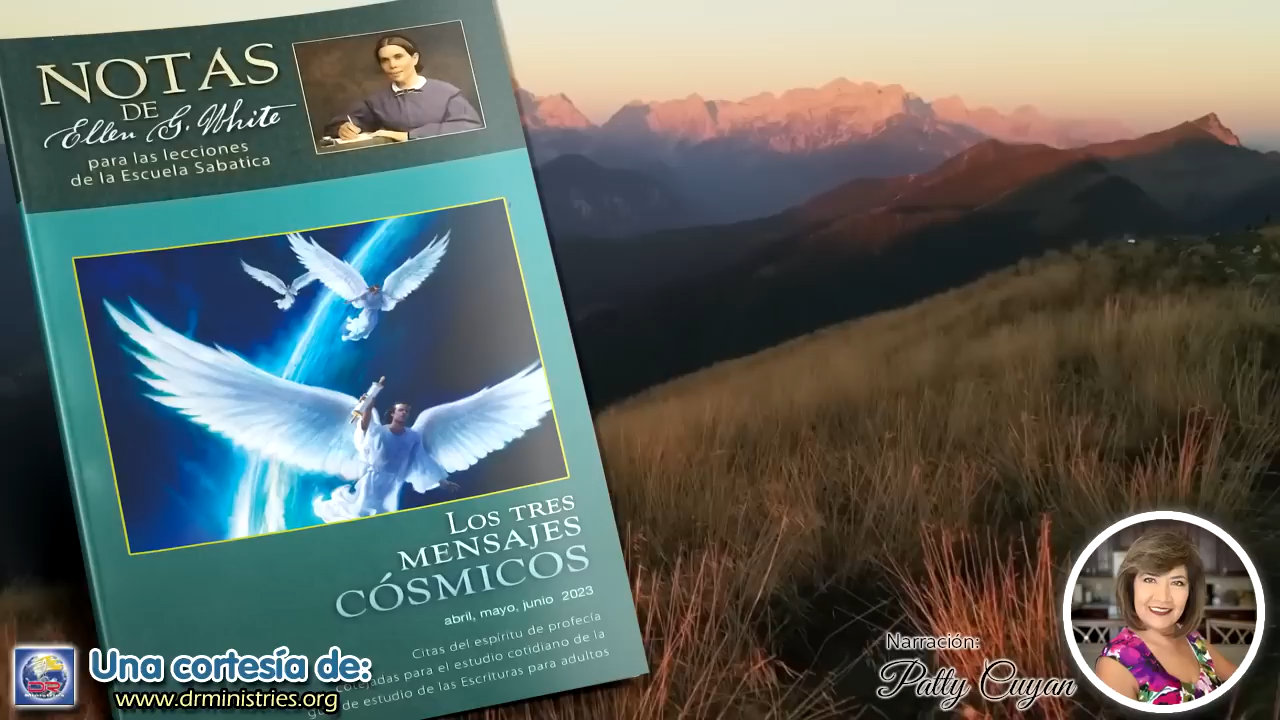 NOTAS
DE
Ellen G. White
para las lecciones
de la Escuela Sabatica
LOS TRES
MENSAJES
CÓSMICOS
abril, mayo, junio 2023
Citas del espíritu de profecía
cotejadas para el estudio cotidiano de la
de estudio de las Escrituras para adultos
DR
Ministries
Una cortesía de:
www.drministries.org
Narración:
Patty Cuyan